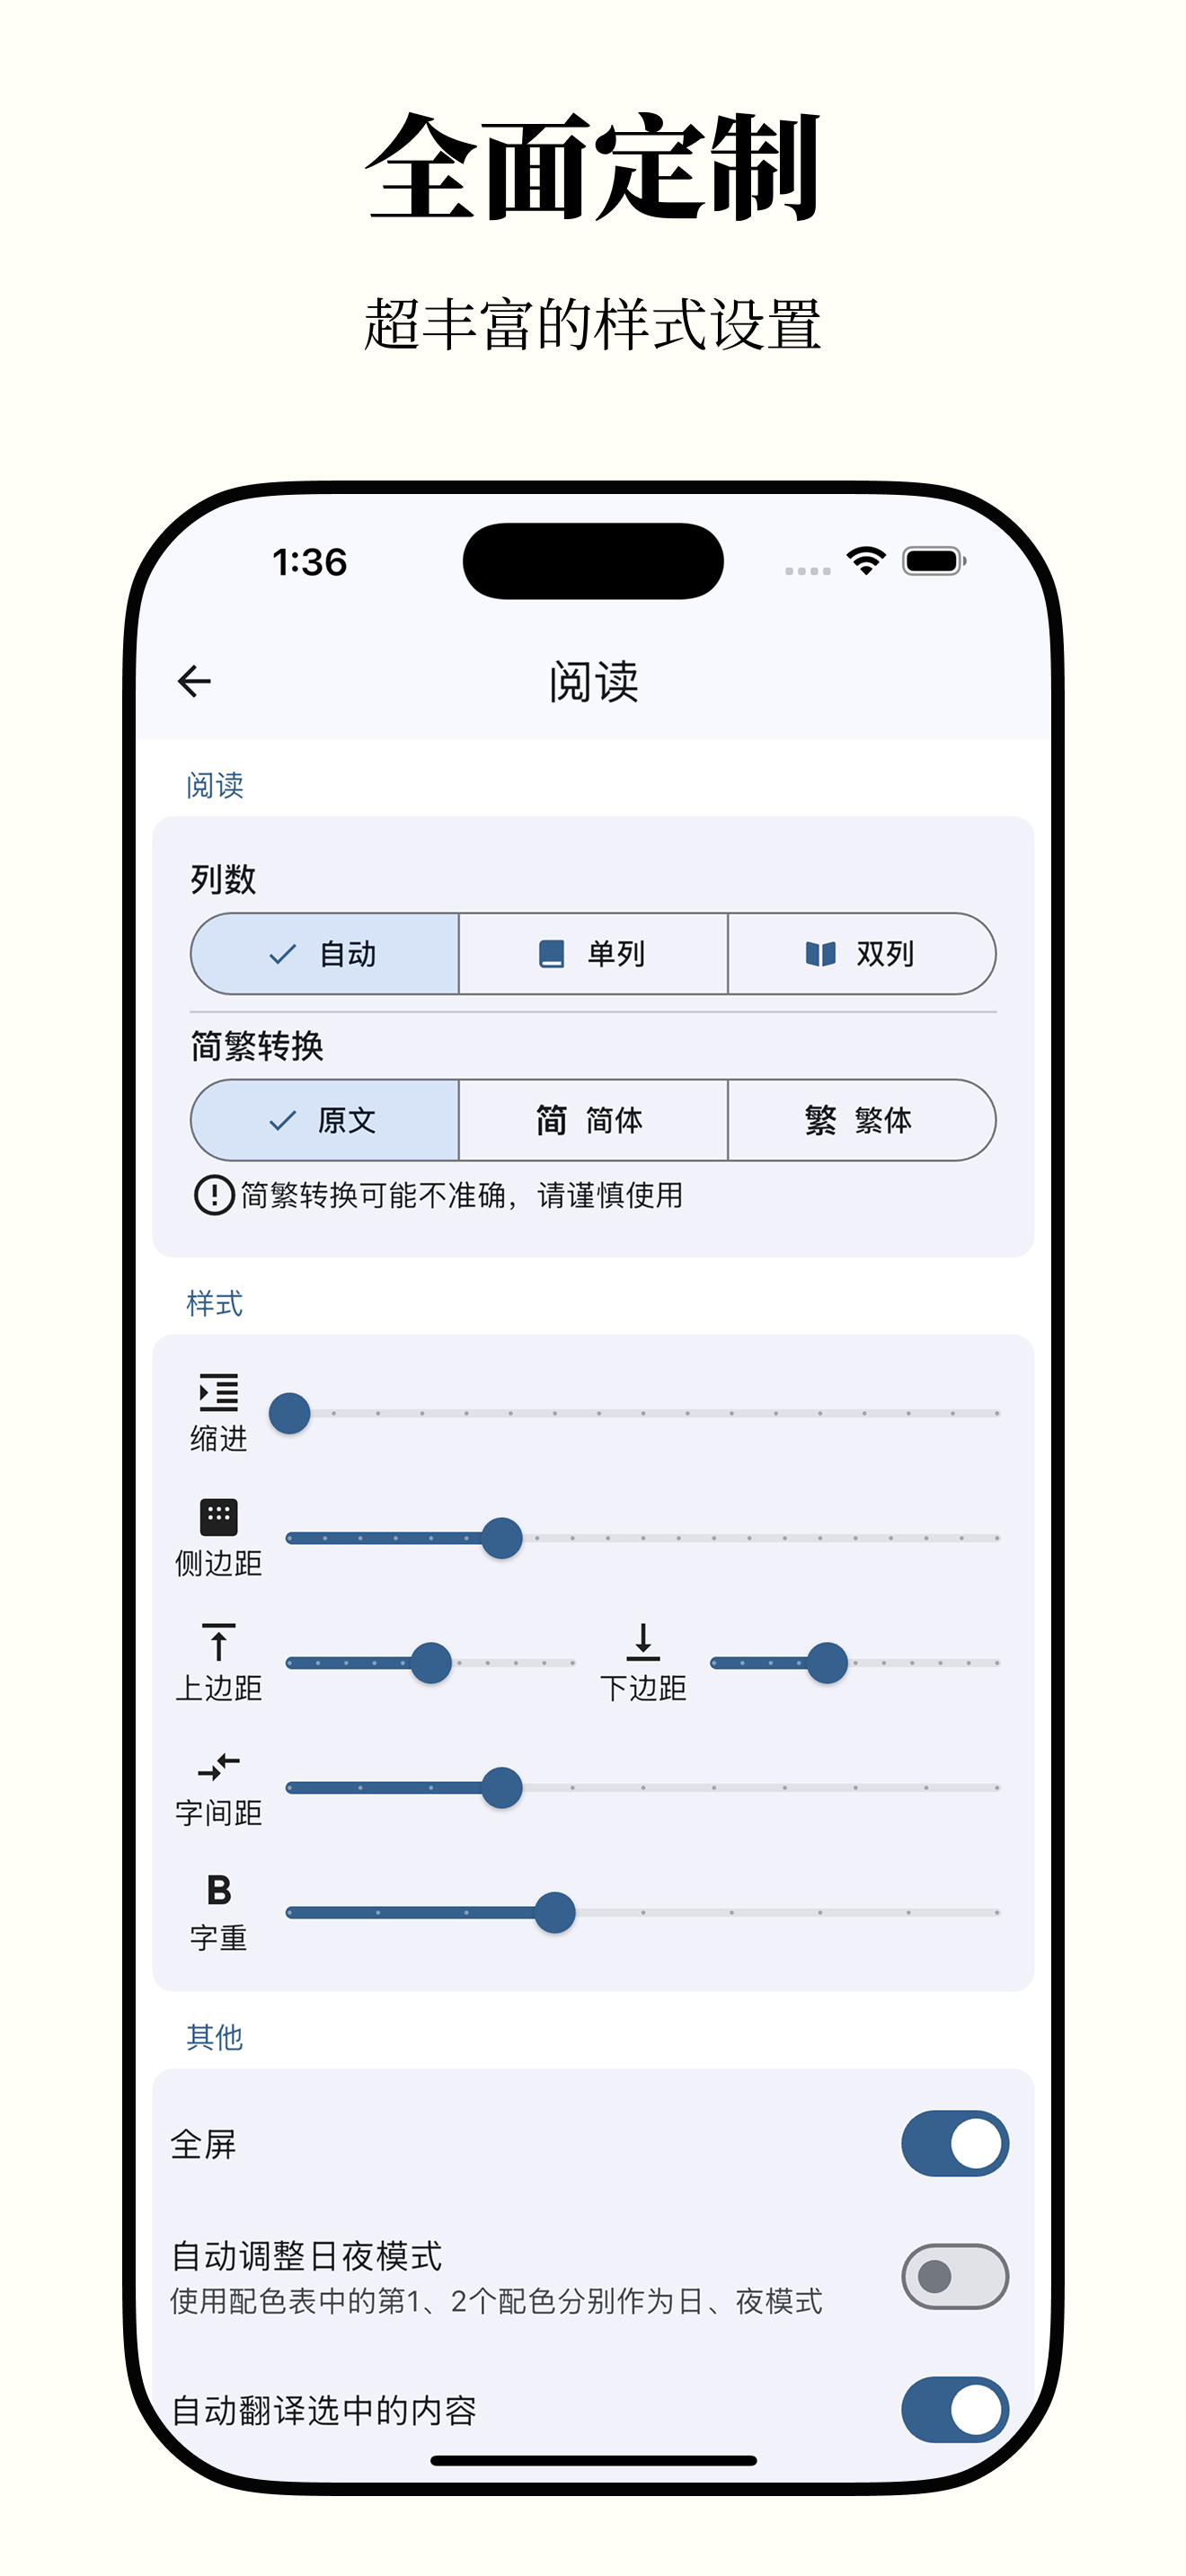 全面定制
超丰富的样式设置
1:36
阅读
阅读
列数
自动 单列 双列
简繁转换
原文 简 简体 繁 繁体
简繁转换可能不准确，请谨慎使用
样式
缩进
侧边距
上边距 下边距
字间距
B
字重
其他
全屏
自动调整日夜模式
使用配色表中的第1、2个配色分别作为日、夜模式
自动翻译选中的内容